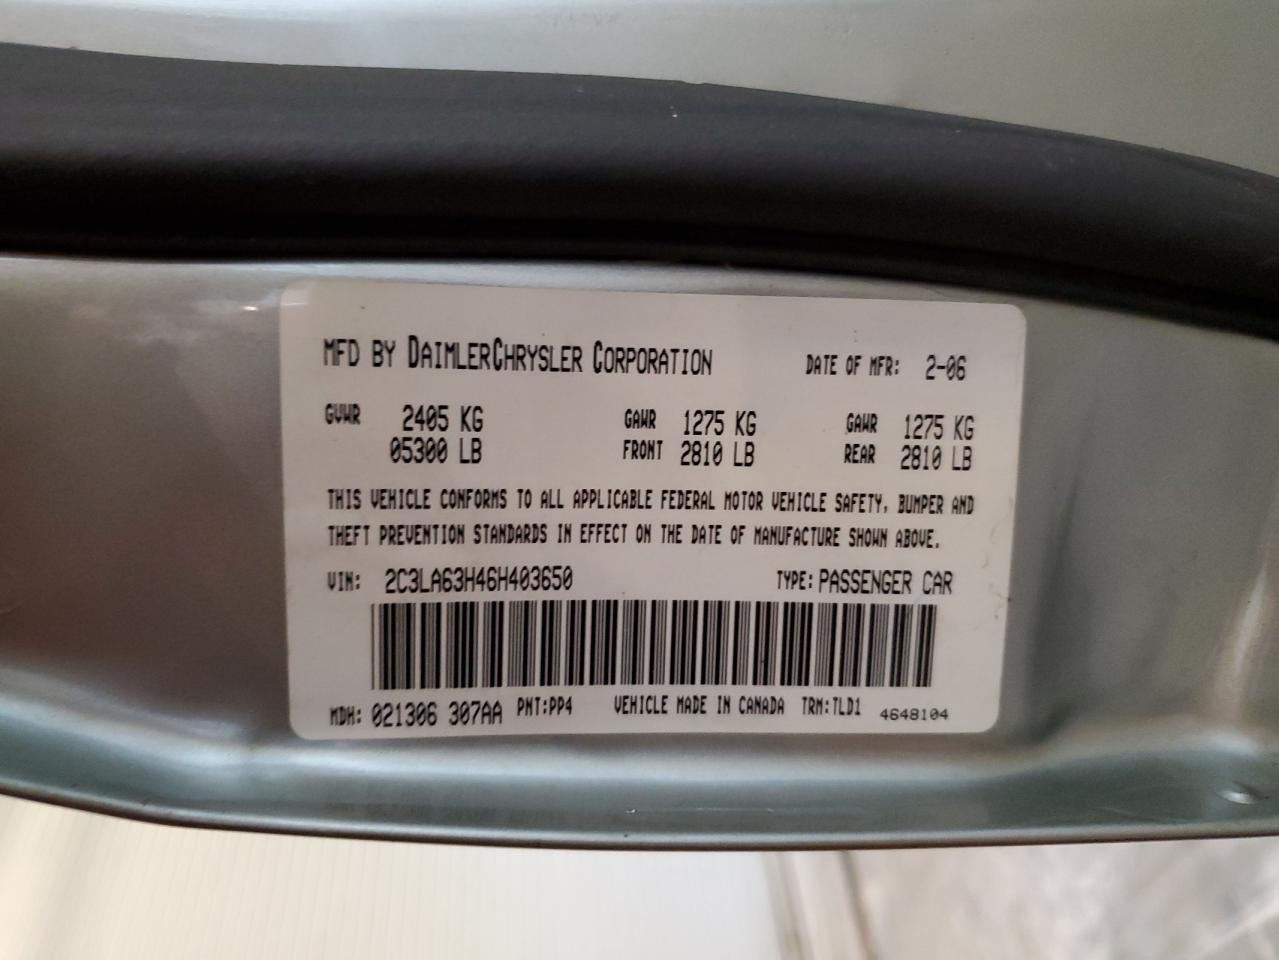 MFD BY DAIMLERCHRYSLER CORPORATION DATE OF MFR: 2-06
GVWR 2405 KG GAWR 1275 KG GAWR 1275 KG
05300 LB FRONT 2810 LB REAR 2810 LB
THIS VEHICLE CONFORMS TO ALL APPLICABLE FEDERAL MOTOR VEHICLE SAFETY, BUMPER AND
THEFT PREVENTION STANDARDS IN EFFECT ON THE DATE OF MANUFACTURE SHOWN ABOVE.
VIN: 2C3LA63H46H403650 TYPE: PASSENGER CAR
MDH: 021306 307AA PNT:PP4 VEHICLE MADE IN CANADA TRM:TLD1 4648104